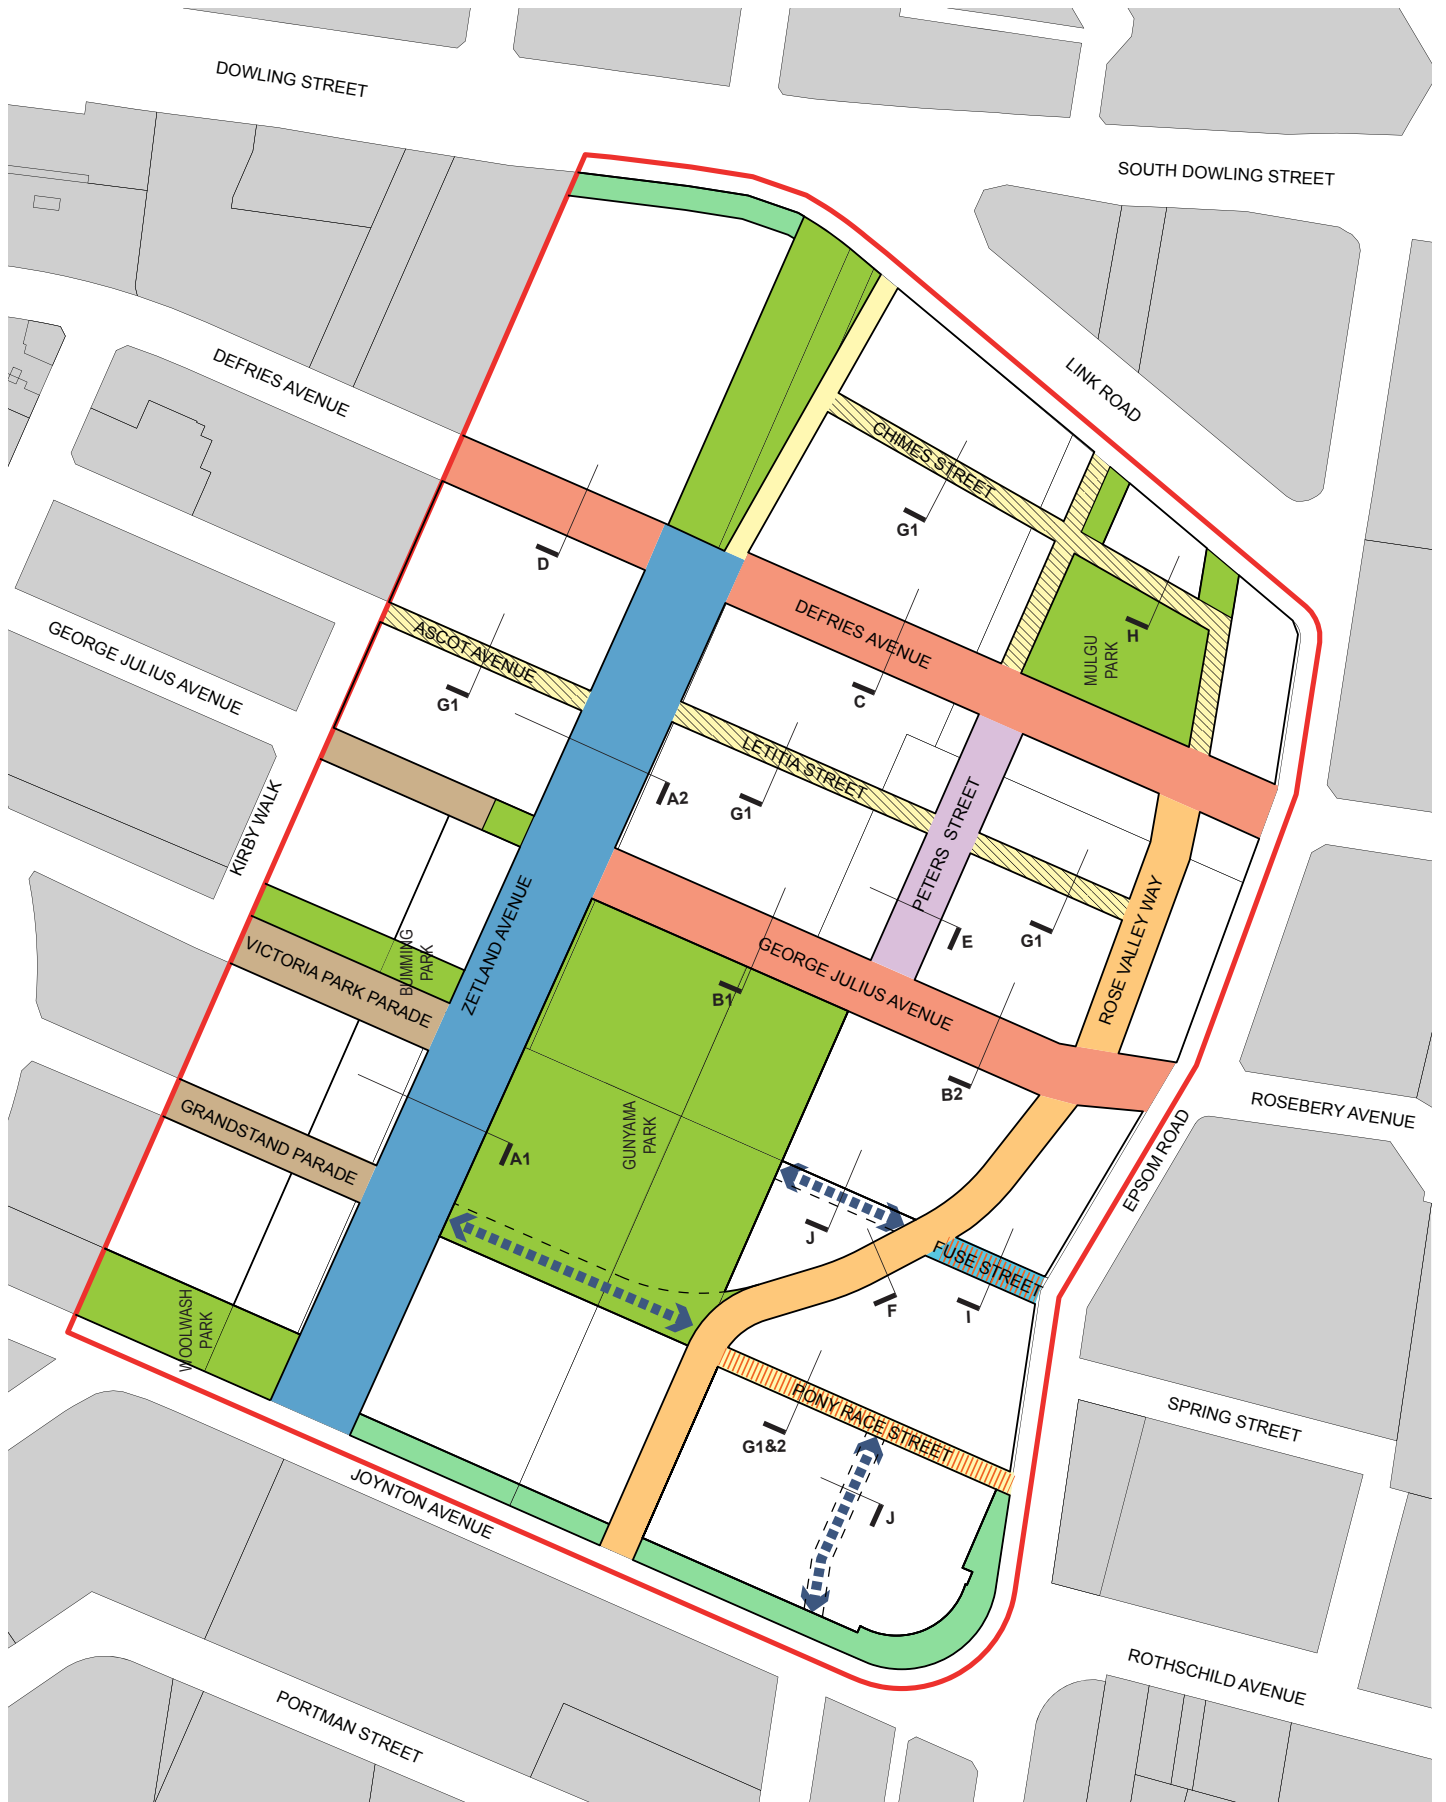 DOWLING STREET
SOUTH DOWLING STREET
DEFRIES AVENUE
LINK ROAD
CHIMES STREET
G1
D
DEFRIES AVENUE
H
MULGU
PARK
GEORGE JULIUS AVENUE
ASCOT AVENUE
G1
C
LETITIA STREET
A2
G1
PETERS STREET
KIRBY WALK
ROSE VALLEY WAY
E
G1
VICTORIA PARK PARADE
BUMMING
PARK
ZETLAND AVENUE
GEORGE JULIUS AVENUE
B1
B2
GRANDSTAND PARADE
GUNYAMA
PARK
A1
ROSEBERY AVENUE
EPSOM ROAD
J
FUSE STREET
F
I
WOOLWASH
PARK
PONY RACE STREET
G1&2
SPRING STREET
JOYNTON AVENUE
J
ROTHSCHILD AVENUE
PORTMAN STREET